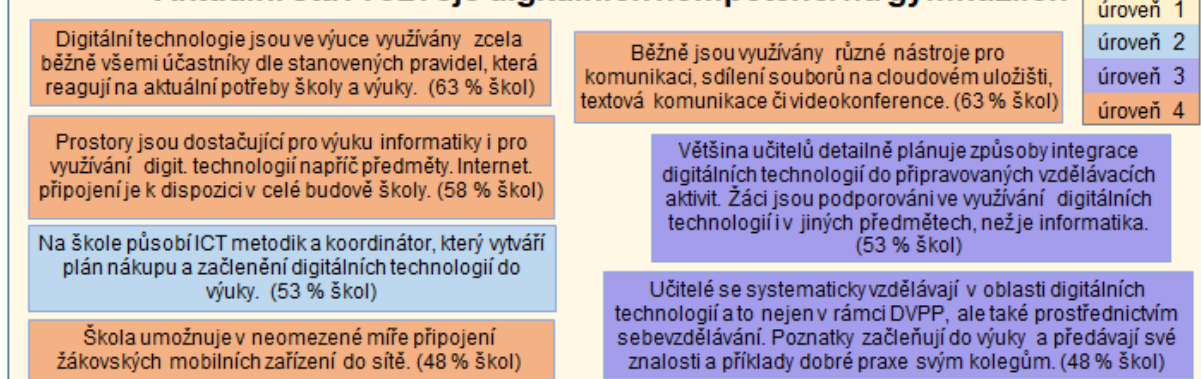 úroveň 1
úroveň 2
úroveň 3
úroveň 4
Digitální technologie jsou ve výuce využívány zcela
běžně všemi účastníky dle stanovených pravidel, která
reagují na aktuální potřeby školy a výuky. (63 % škol)
Prostory jsou dostačující pro výuku informatiky i pro
využívání digit. technologií napříč předměty. Internet.
připojení je k dispozici v celé budově školy. (58 % škol)
Na škole působí ICT metodik a koordinátor, který vytváří
plán nákupu a začlenění digitálních technologií do
výuky. (53 % škol)
Škola umožnuje v neomezené míře připojení
žákovských mobilních zařízení do sítě. (48 % škol)
Běžně jsou využívány různé nástroje pro
komunikaci, sdílení souborů na cloudovém uložišti,
textová komunikace či videokonference. (63 % škol)
Většina učitelů detailně plánuje způsoby integrace
digitálních technologií do připravovaných vzdělávacích
aktivit. Žáci jsou podporováni ve využívání digitálních
technologií i v jiných předmětech, než je informatika.
(53 % škol)
Učitelé se systematicky vzdělávají v oblasti digitálních
technologií a to nejen v rámci DVPP, ale také prostřednictvím
sebevzdělávání. Poznatky začleňují do výuky a předávají své
znalosti a příklady dobré praxe svým kolegům. (48 % škol)